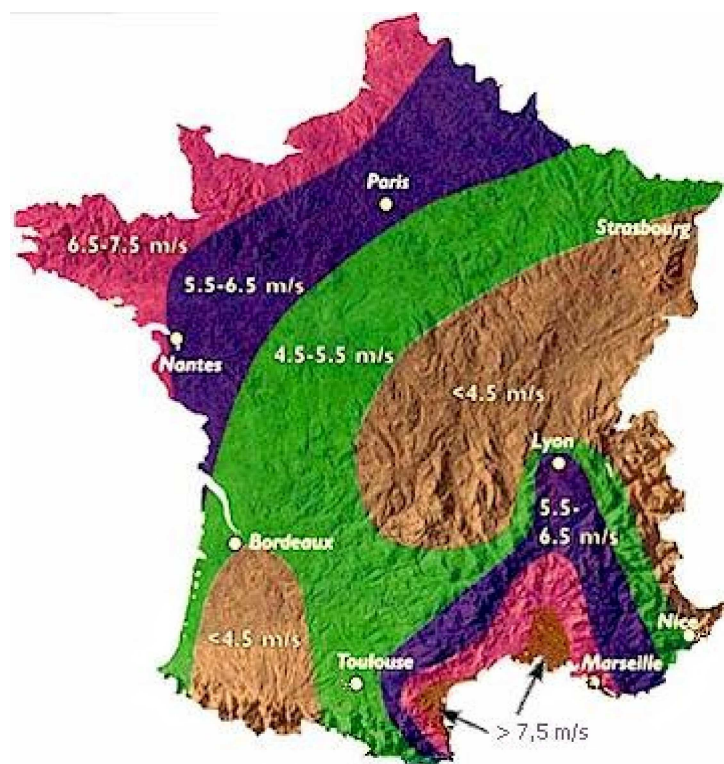 Paris
Strasbourg
6.5-7.5 m/s
5.5-6.5 m/s
Nantes
4.5-5.5 m/s
<4.5 m/s
Lyon
5.5-
6.5 m/s
Bordeaux
<4.5 m/s
Nice
Toulouse
Marseille
> 7,5 m/s